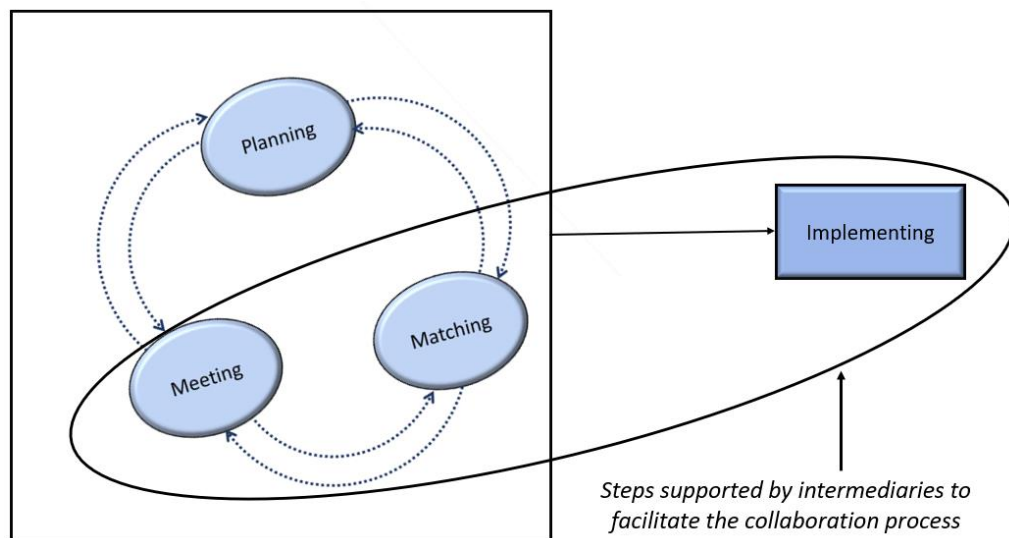 Planning
Implementing
Matching
Meeting
Steps supported by intermediaries to
facilitate the collaboration process